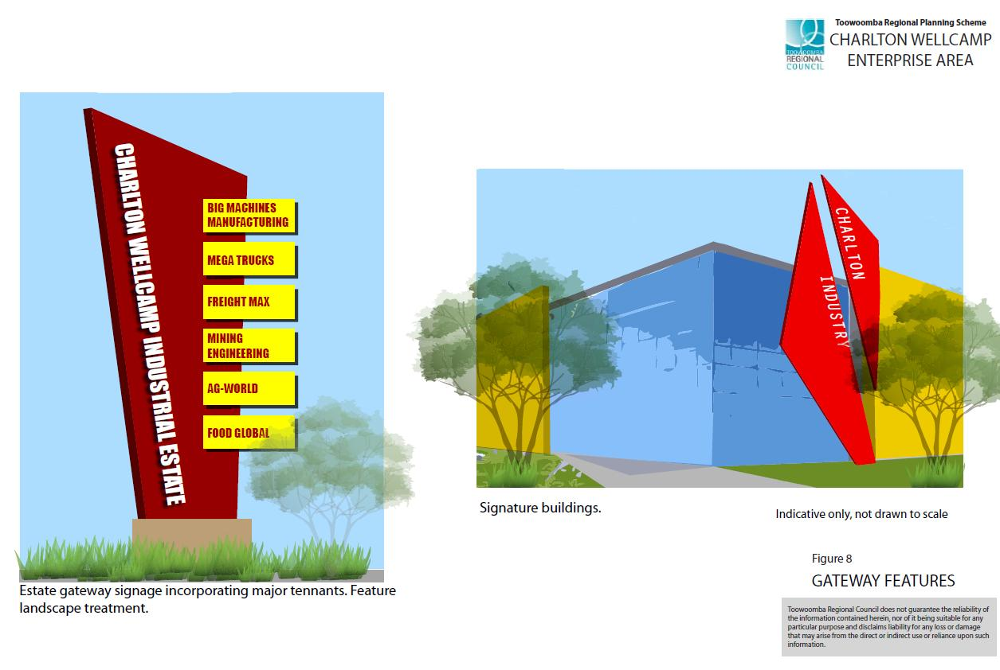 Toowoomba Regional Planning Scheme
CHARLTON WELLCAMP
ENTERPRISE AREA
TOOWOOMBA
REGIONAL
COUNCIL
CHARLTON WELLCAMP INDUSTRIAL ESTATE
BIG MACHINES
MANUFACTURING
MEGA TRUCKS
FREIGHT MAX
MINING
ENGINEERING
AG-WORLD
FOOD GLOBAL
Estate gateway signage incorporating major tennants. Feature
landscape treatment.
CHARLTON
INDUSTRY
Signature buildings.
Indicative only, not drawn to scale
Figure 8
GATEWAY FEATURES
Toowoomba Regional Council does not guarantee the reliability of
the information contained herein, nor of it being suitable for any
particular purpose and disclaims liability for any loss or damage
that may arise from the direct or indirect use or reliance upon such
information.